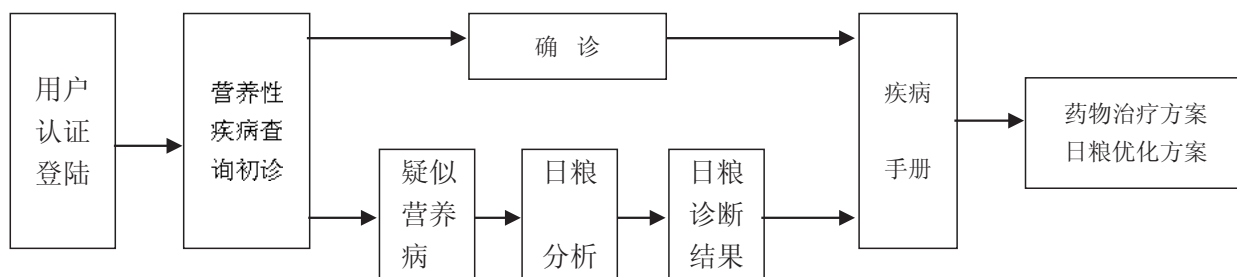 用户
认证
登陆
营养性
疾病查
询初诊
确 诊
疑似
营养
病
日粮
分析
日粮
诊断
结果
疾病
手册
药物治疗方案
日粮优化方案